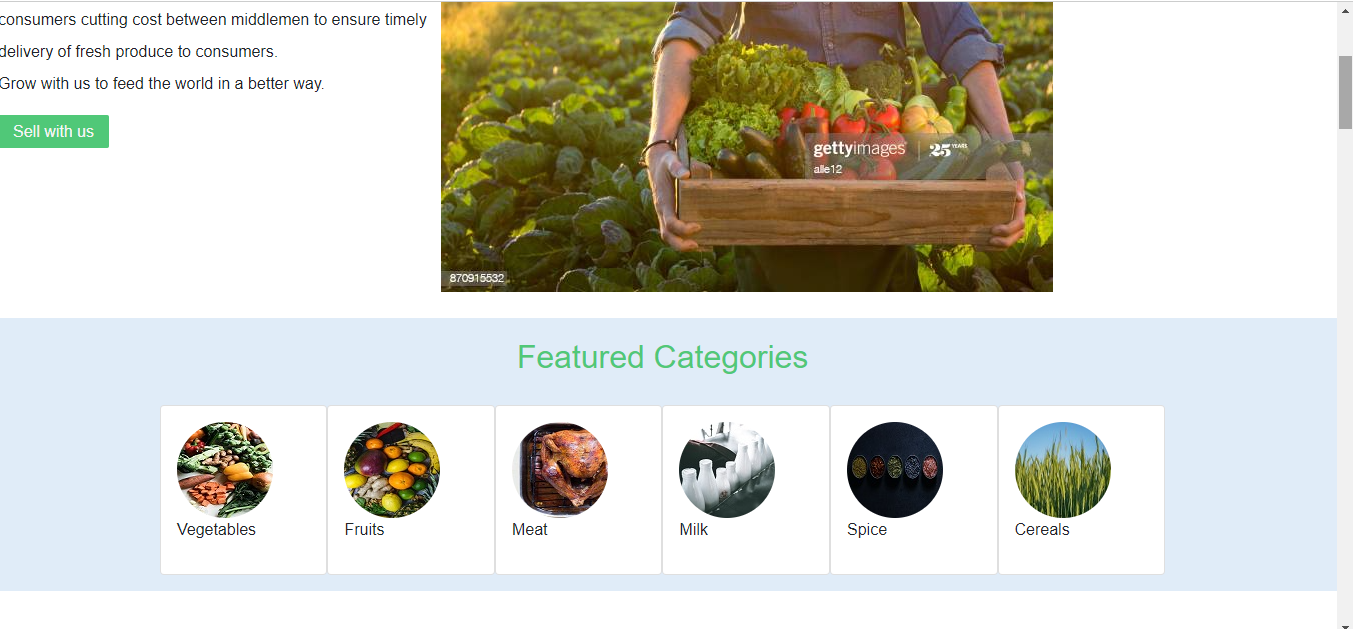 consumers cutting cost between middlemen to ensure timely
delivery of fresh produce to consumers.
Grow with us to feed the world in a better way.
Sell with us
gettyimages | 25 YEARS
alle12
870915532
Featured Categories
Vegetables
Fruits
Meat
Milk
Spice
Cereals